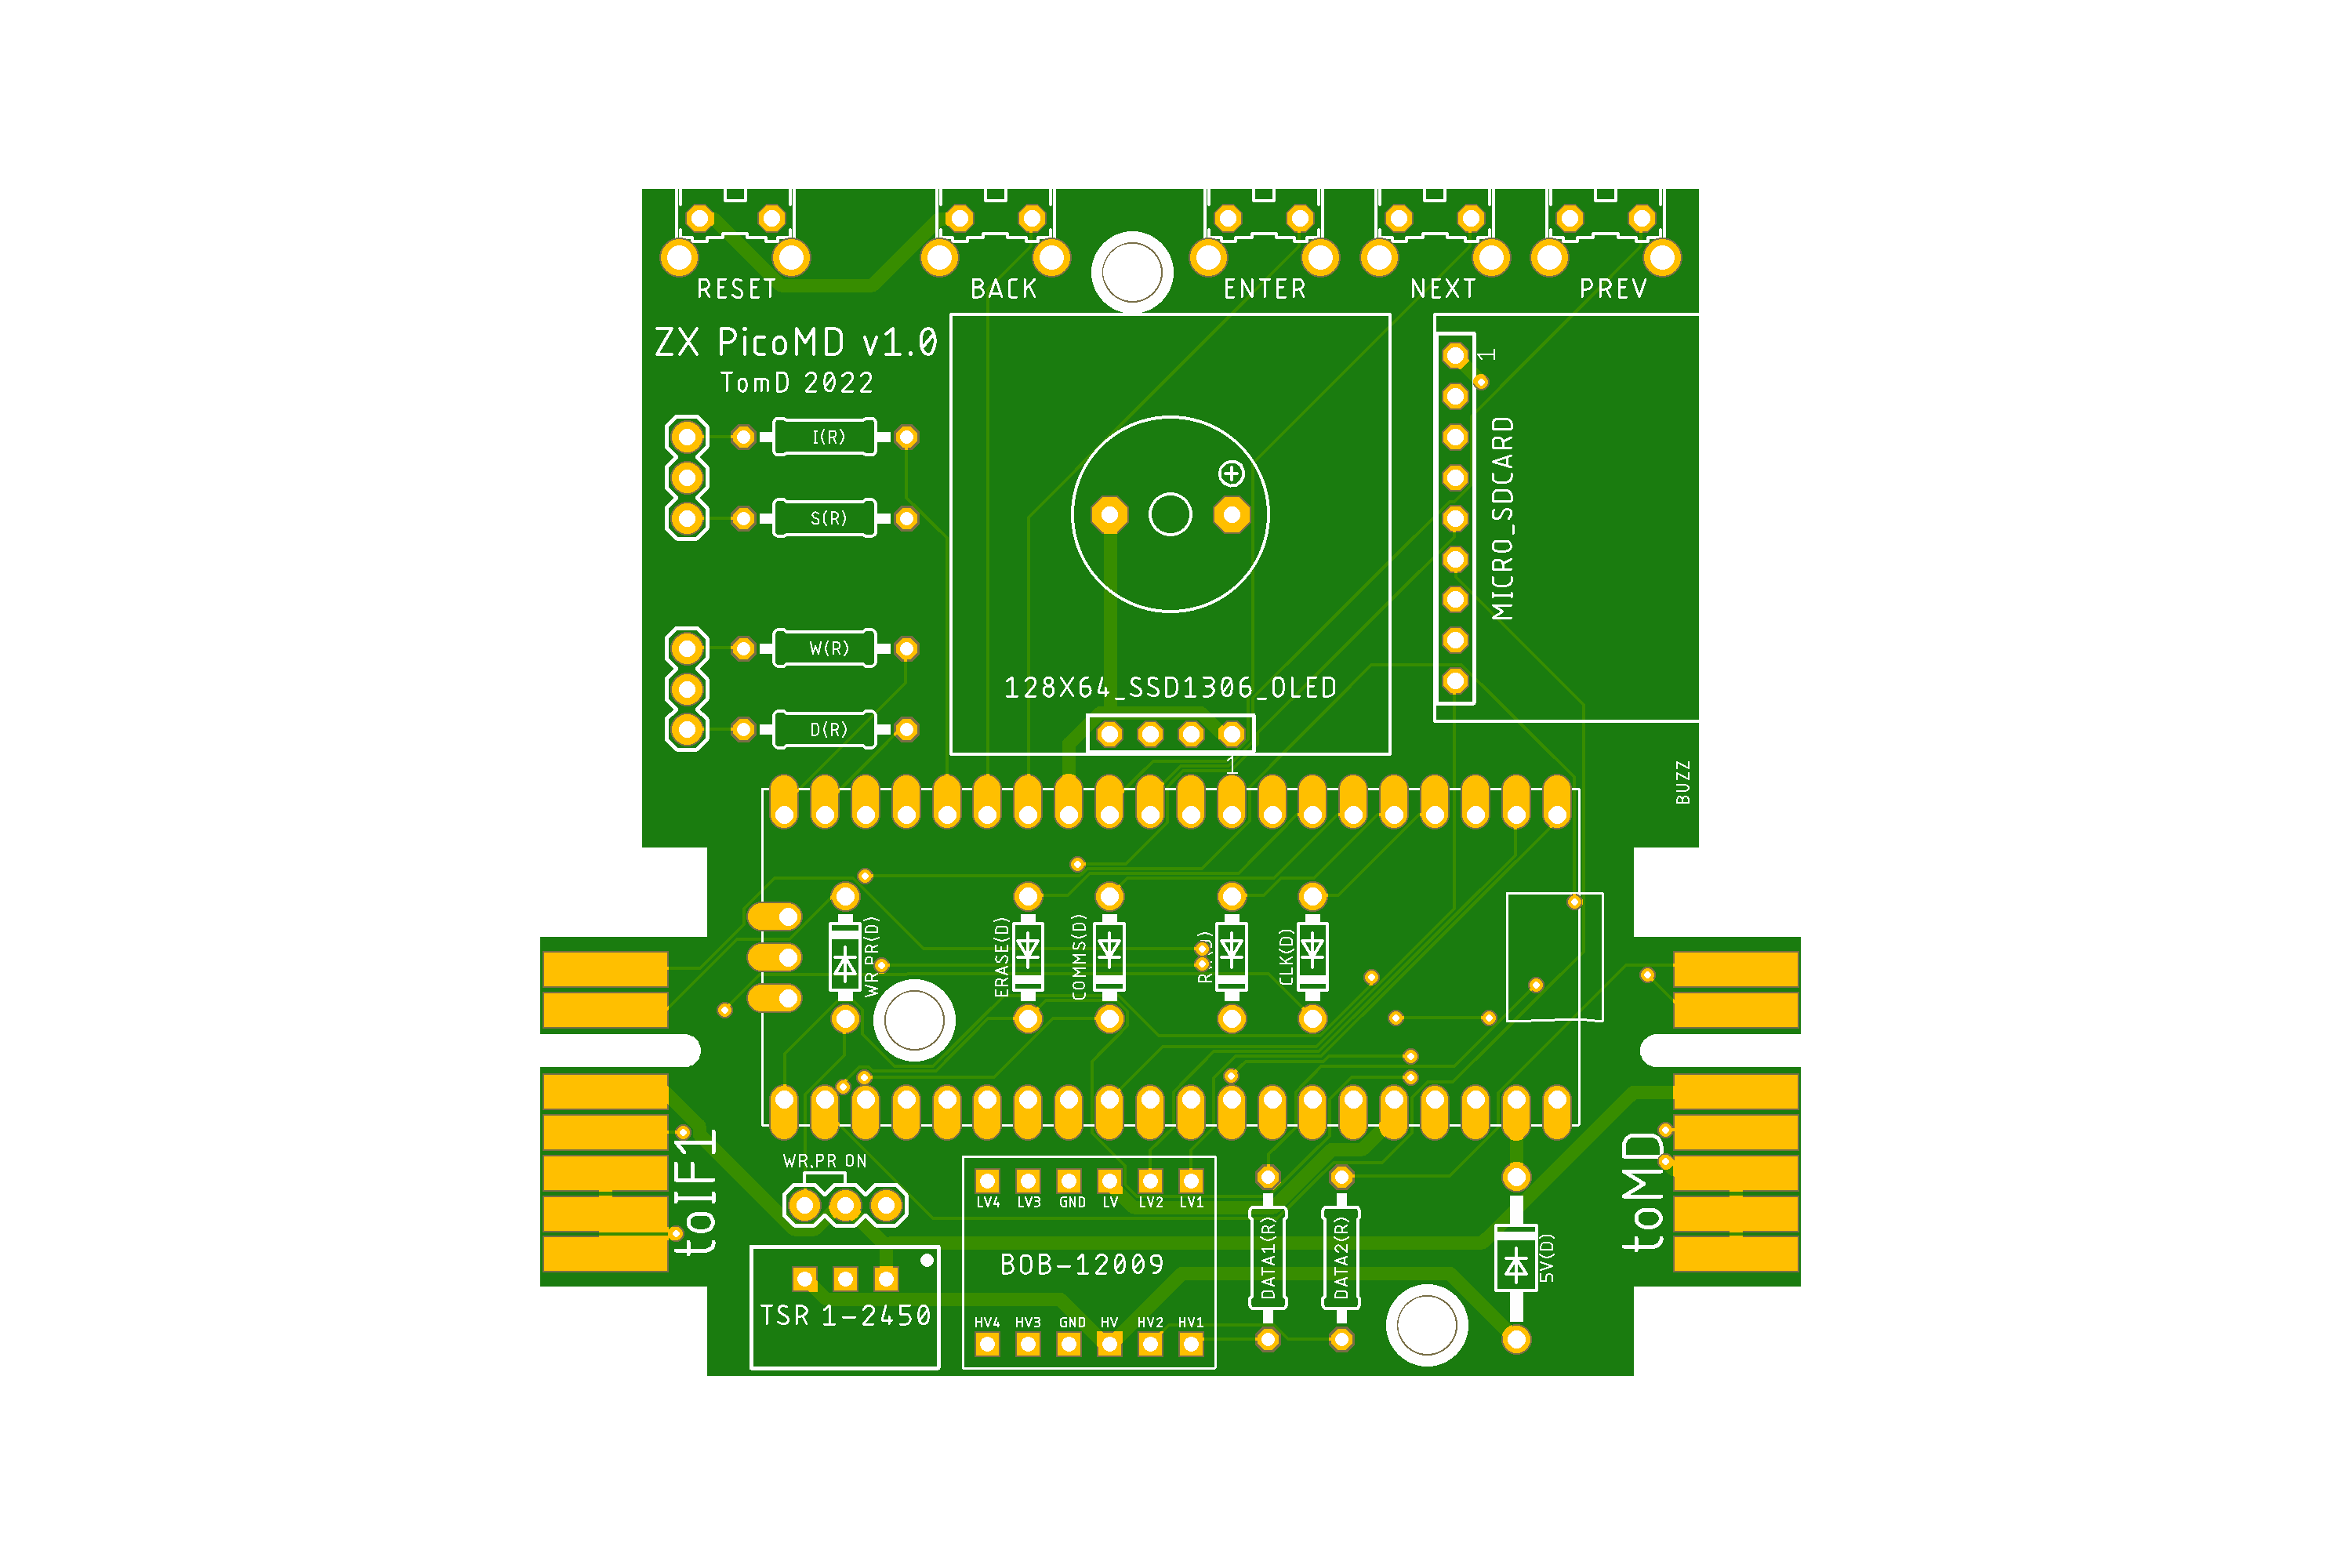 RESET
BACK
ENTER
NEXT
PREV
ZX PicoMD v1.0
TomD 2022
1
I(R)
S(R)
MICRO_SDCARD
W(R)
128X64_SSD1306_OLED
D(R)
1
BUZZ
WR.PR(D)
ERASE(D)
COMMS(D)
CLK(D)
toIF1
toMD
WR.PR ON
LV4 LV3 GND LV LV2 LV1
DATA1(R)
DATA2(R)
5V(D)
BOB-12009
TSR 1-2450
HV4 HV3 GND HV HV2 HV1